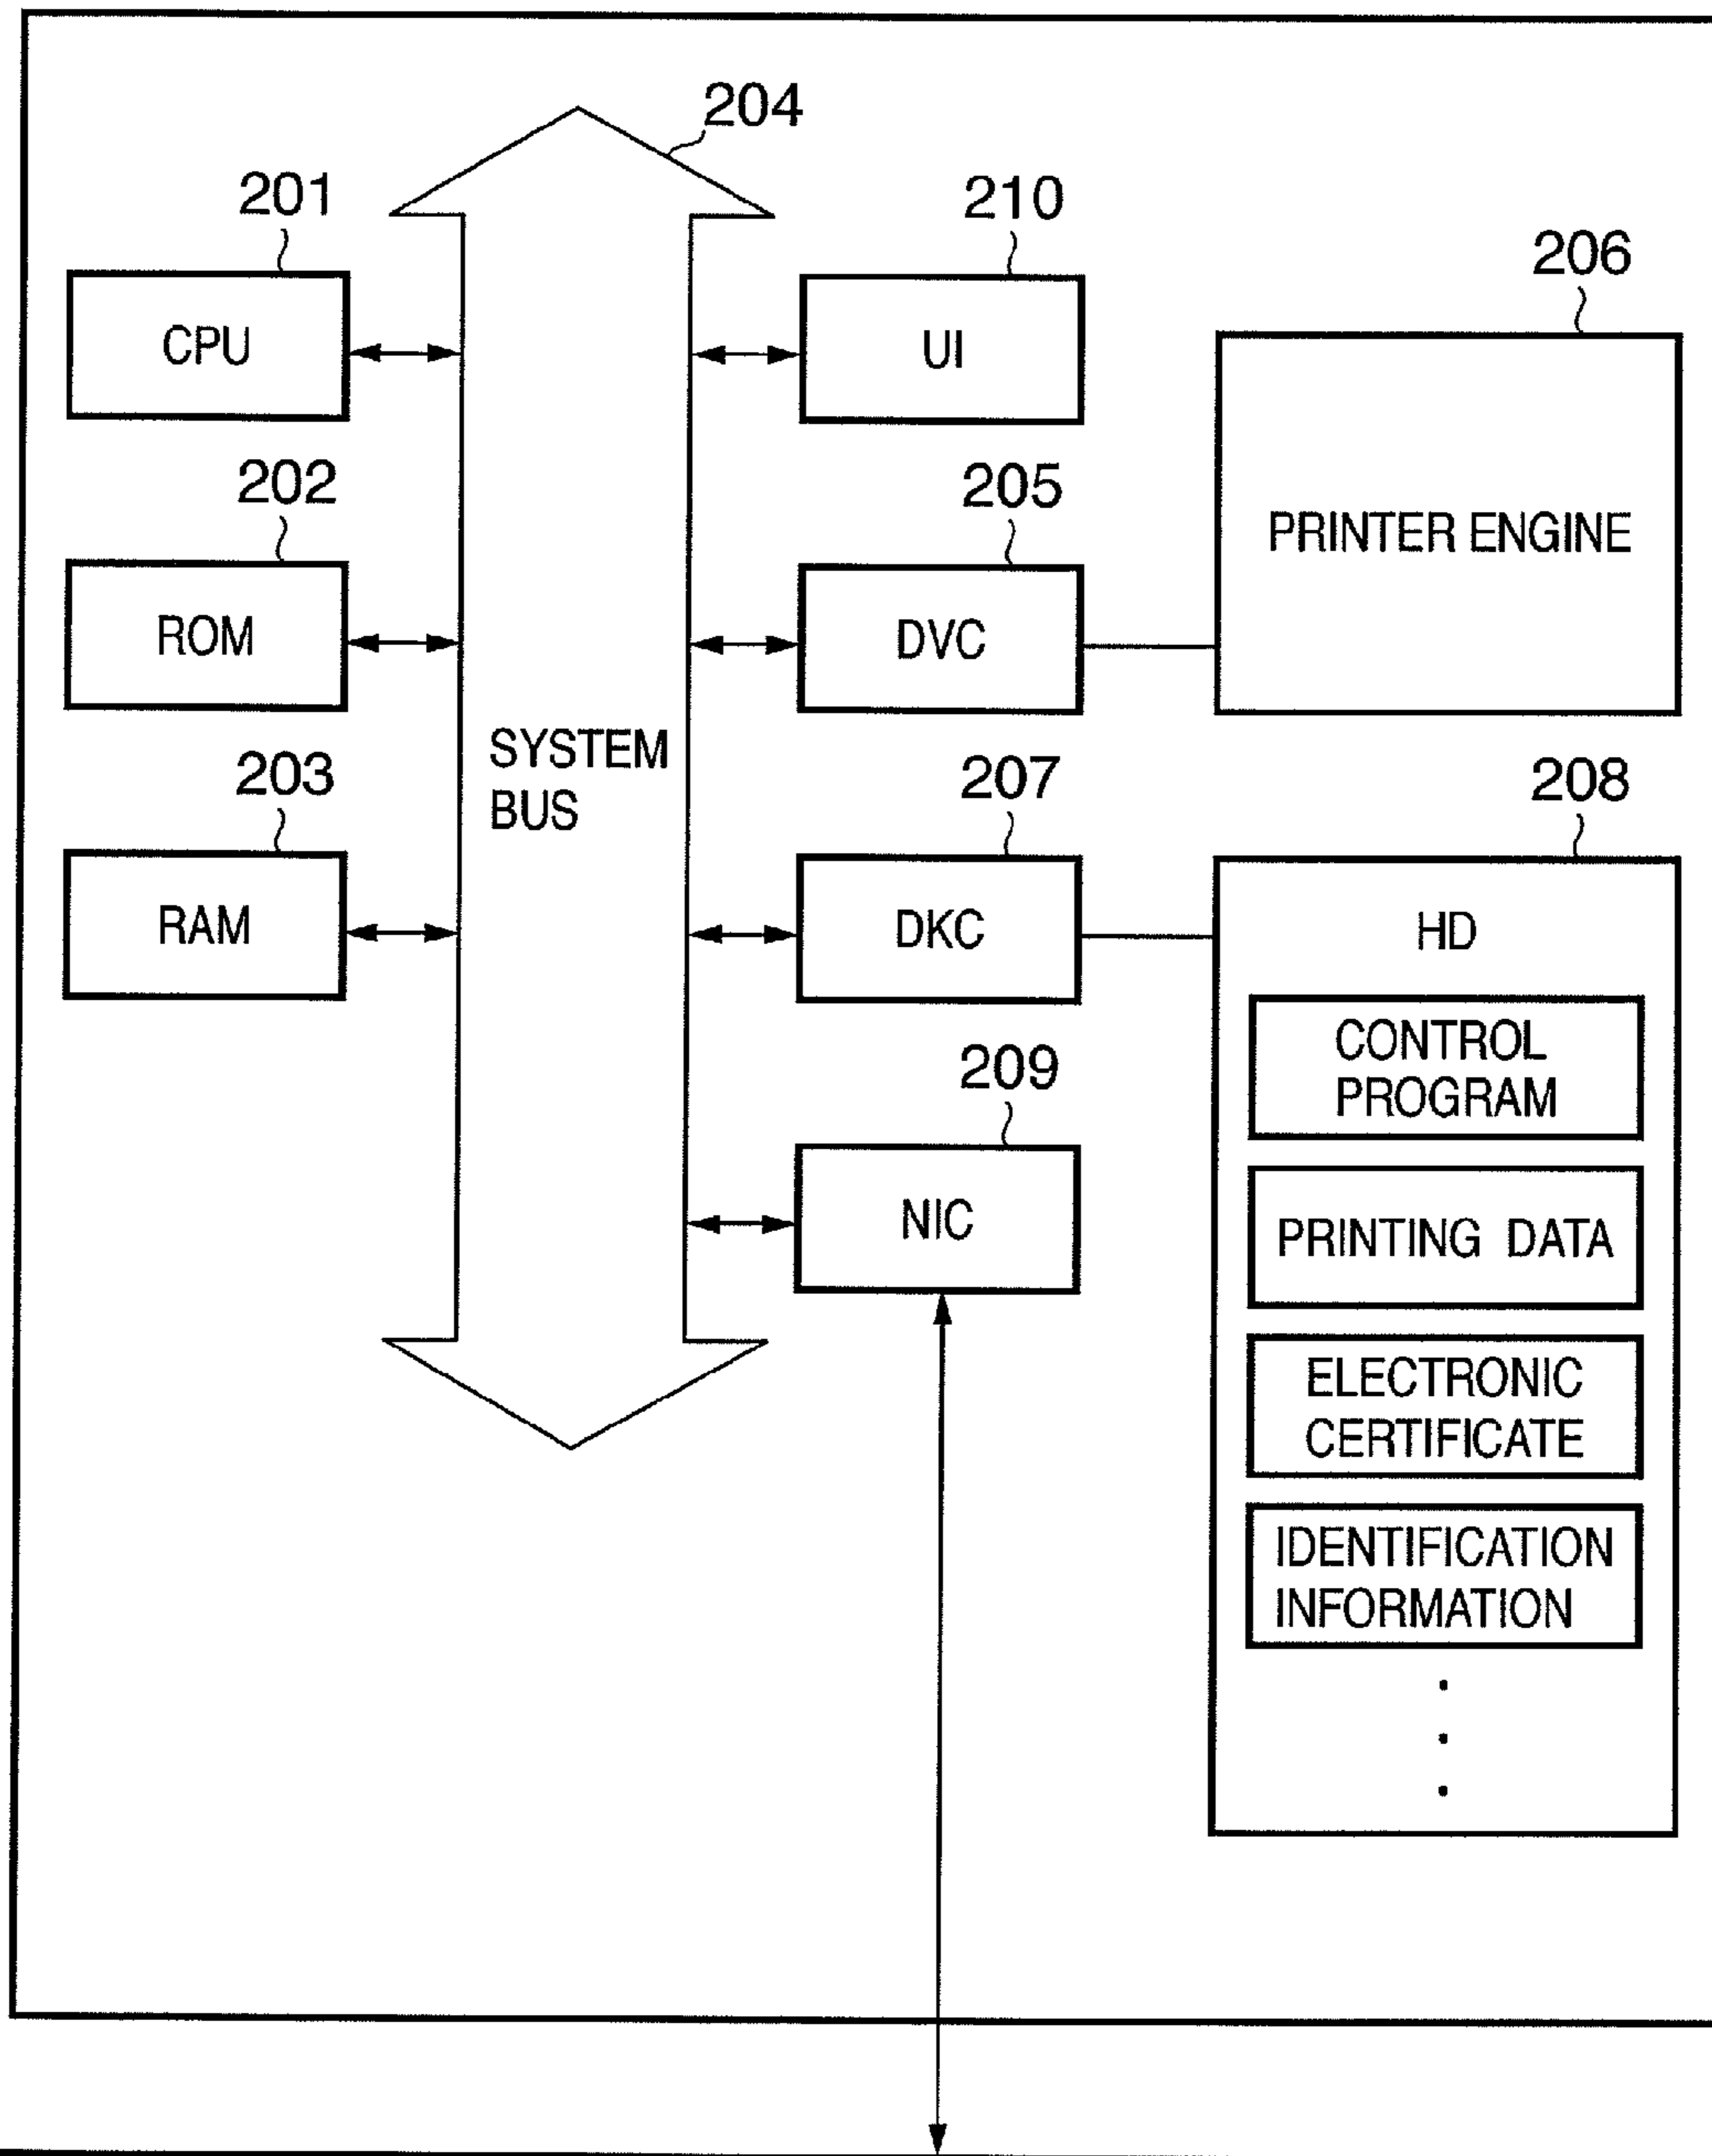 204
201
210
206
CPU
UI
PRINTER ENGINE
202
205
ROM
DVC
SYSTEM
BUS
203
207
208
RAM
DKC
HD
CONTROL
PROGRAM
209
NIC
PRINTING DATA
ELECTRONIC
CERTIFICATE
IDENTIFICATION
INFORMATION